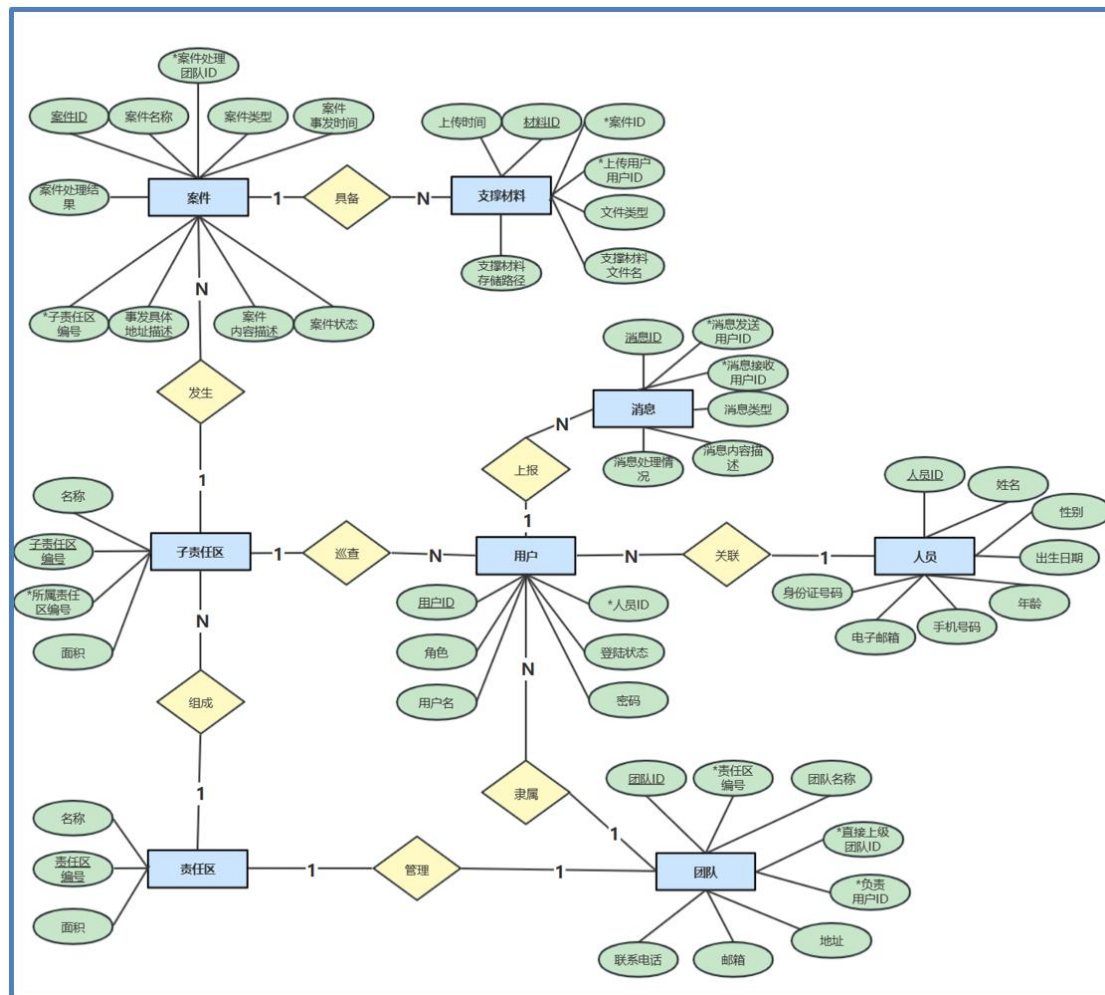 *案件处理
团队ID
案件ID
案件名称
案件类型
案件
事发时间
案件处理结
果
案件
1
具备
N
支撑材料
上传时间
材料ID
*案件ID
*上传用户
用户ID
文件类型
支撑材料
文件名
支撑材料
存储路径
N
*子责任区
编号
事发具体
地址描述
案件
内容描述
案件状态
发生
1
消息ID
*消息发送
用户ID
*消息接收
用户ID
消息类型
消息
消息内容描
述
消息处理情
况
N
上报
1
名称
子责任区
编号
*所属责任
区编号
面积
子责任区
1
巡查
N
用户
N
关联
1
人员
人员ID
姓名
性别
出生日期
年龄
手机号码
电子邮箱
身份证号码
用户ID
角色
用户名
*人员ID
登陆状态
密码
N
组成
1
N
隶属
1
名称
责任区
编号
面积
责任区
1
管理
1
团队
团队ID
*责任区
编号
团队名称
*直接上级
团队ID
*负责
用户ID
地址
邮箱
联系电话